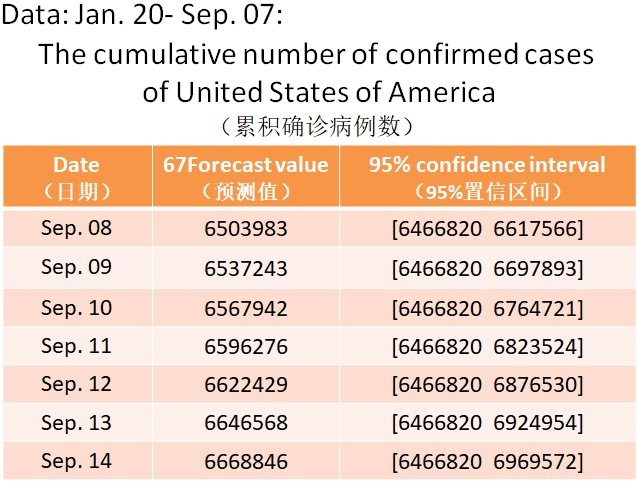 Data: Jan. 20- Sep. 07:
The cumulative number of confirmed cases
of United States of America
（累积确诊病例数）
Date 67Forecast value 95% confidence interval
（日期） （预测值） （95%置信区间）
Sep. 08 6503983 [6466820 6617566]
Sep. 09 6537243 [6466820 6697893]
Sep. 10 6567942 [6466820 6764721]
Sep. 11 6596276 [6466820 6823524]
Sep. 12 6622429 [6466820 6876530]
Sep. 13 6646568 [6466820 6924954]
Sep. 14 6668846 [6466820 6969572]